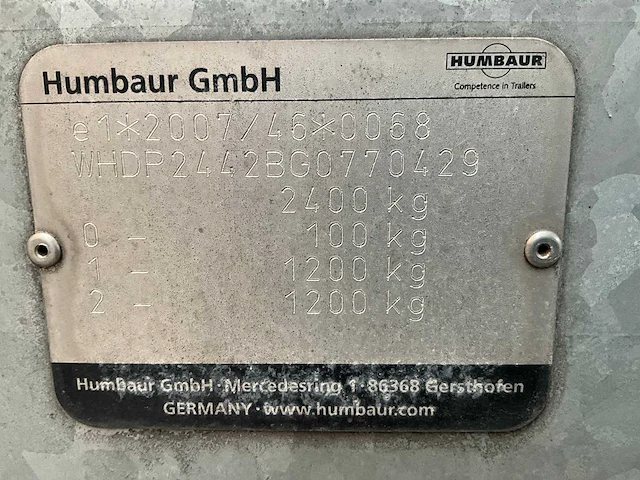 Humbaur GmbH
HUMBAUR
Competence in Trailers
e1*2007/46*0068
WHDP2442BG0770429
2400 kg
0 - 100 kg
1 - 1200 kg
2 - 1200 kg
Humbaur GmbH · Mercedesring 1 · 86368 Gersthofen
GERMANY · www.humbaur.com